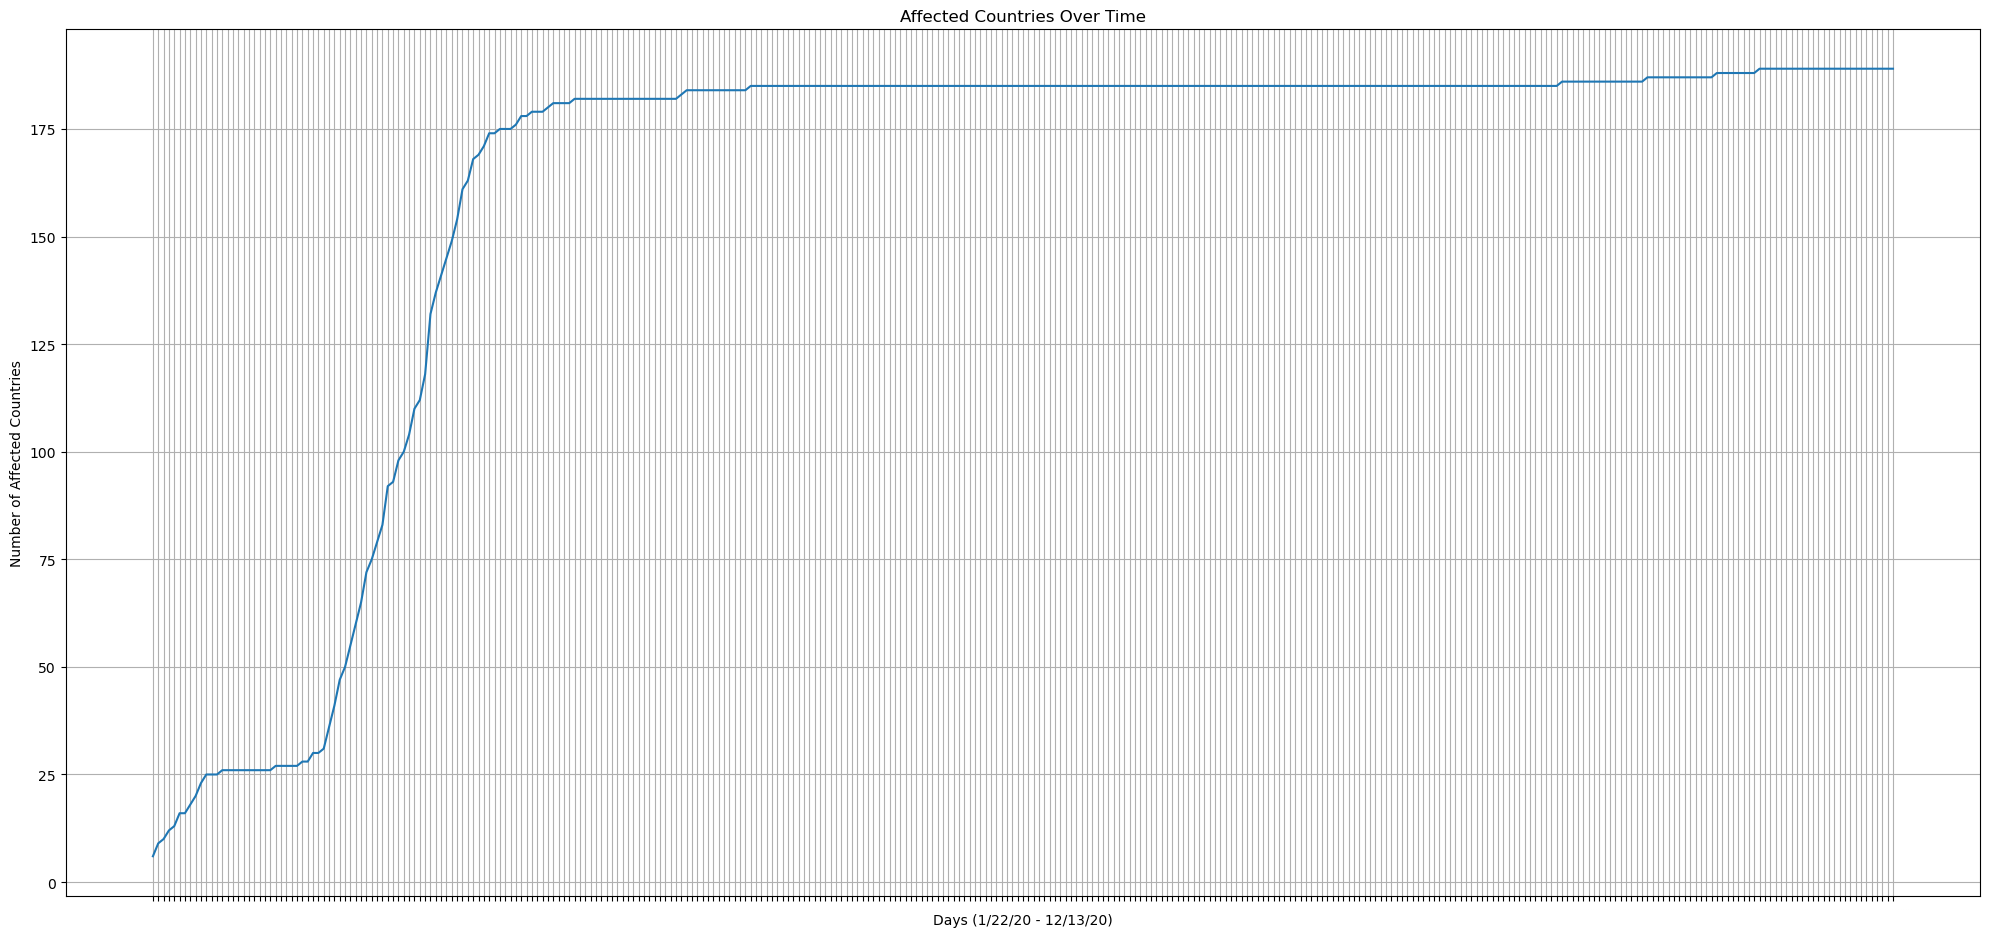 Affected Countries Over Time
Number of Affected Countries
175
150
125
100
75
50
25
0
Days (1/22/20 - 12/13/20)